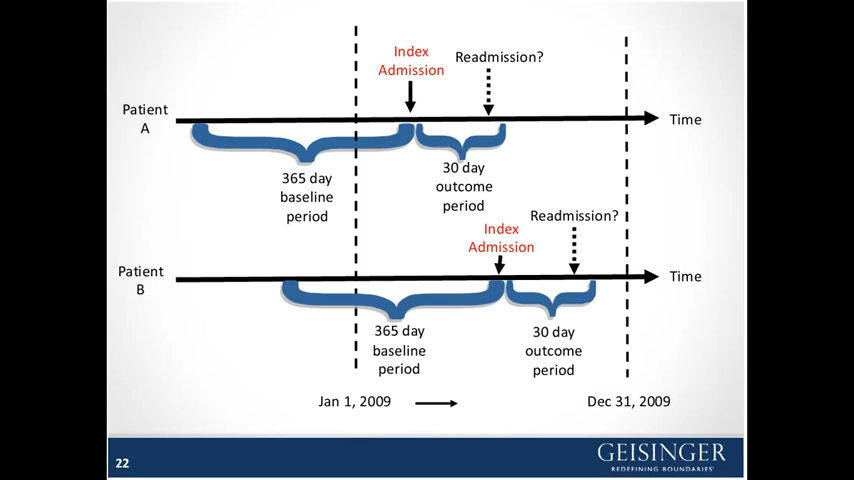 Index
Admission
Readmission?
Patient
A
Time
365 day
baseline
period
30 day
outcome
period
Readmission?
Index
Admission
Patient
B
Time
365 day
baseline
period
30 day
outcome
period
Jan 1, 2009
Dec 31, 2009
22
GEISINGER
REDEFINING BOUNDARIES